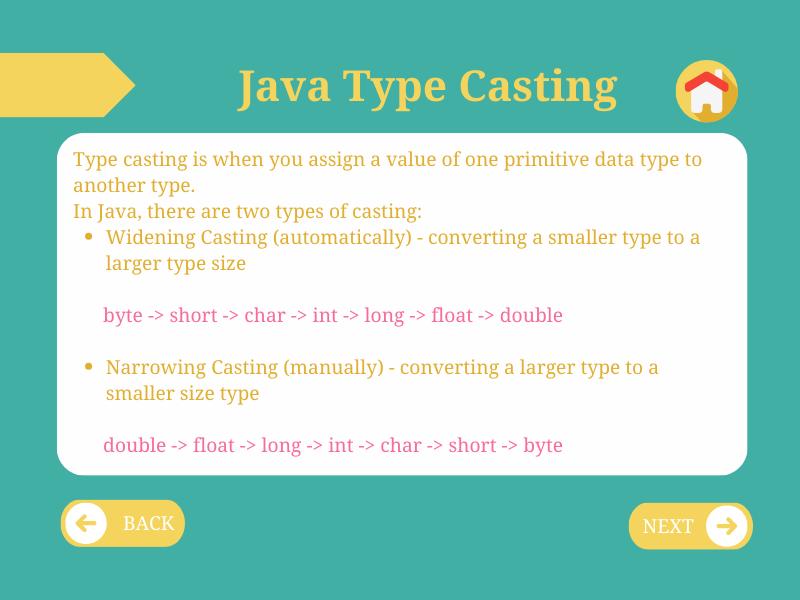 Java Type Casting
Type casting is when you assign a value of one primitive data type to
another type.
In Java, there are two types of casting:
• Widening Casting (automatically) - converting a smaller type to a
larger type size
byte -> short -> char -> int -> long -> float -> double
• Narrowing Casting (manually) - converting a larger type to a
smaller size type
double -> float -> long -> int -> char -> short -> byte
BACK
NEXT